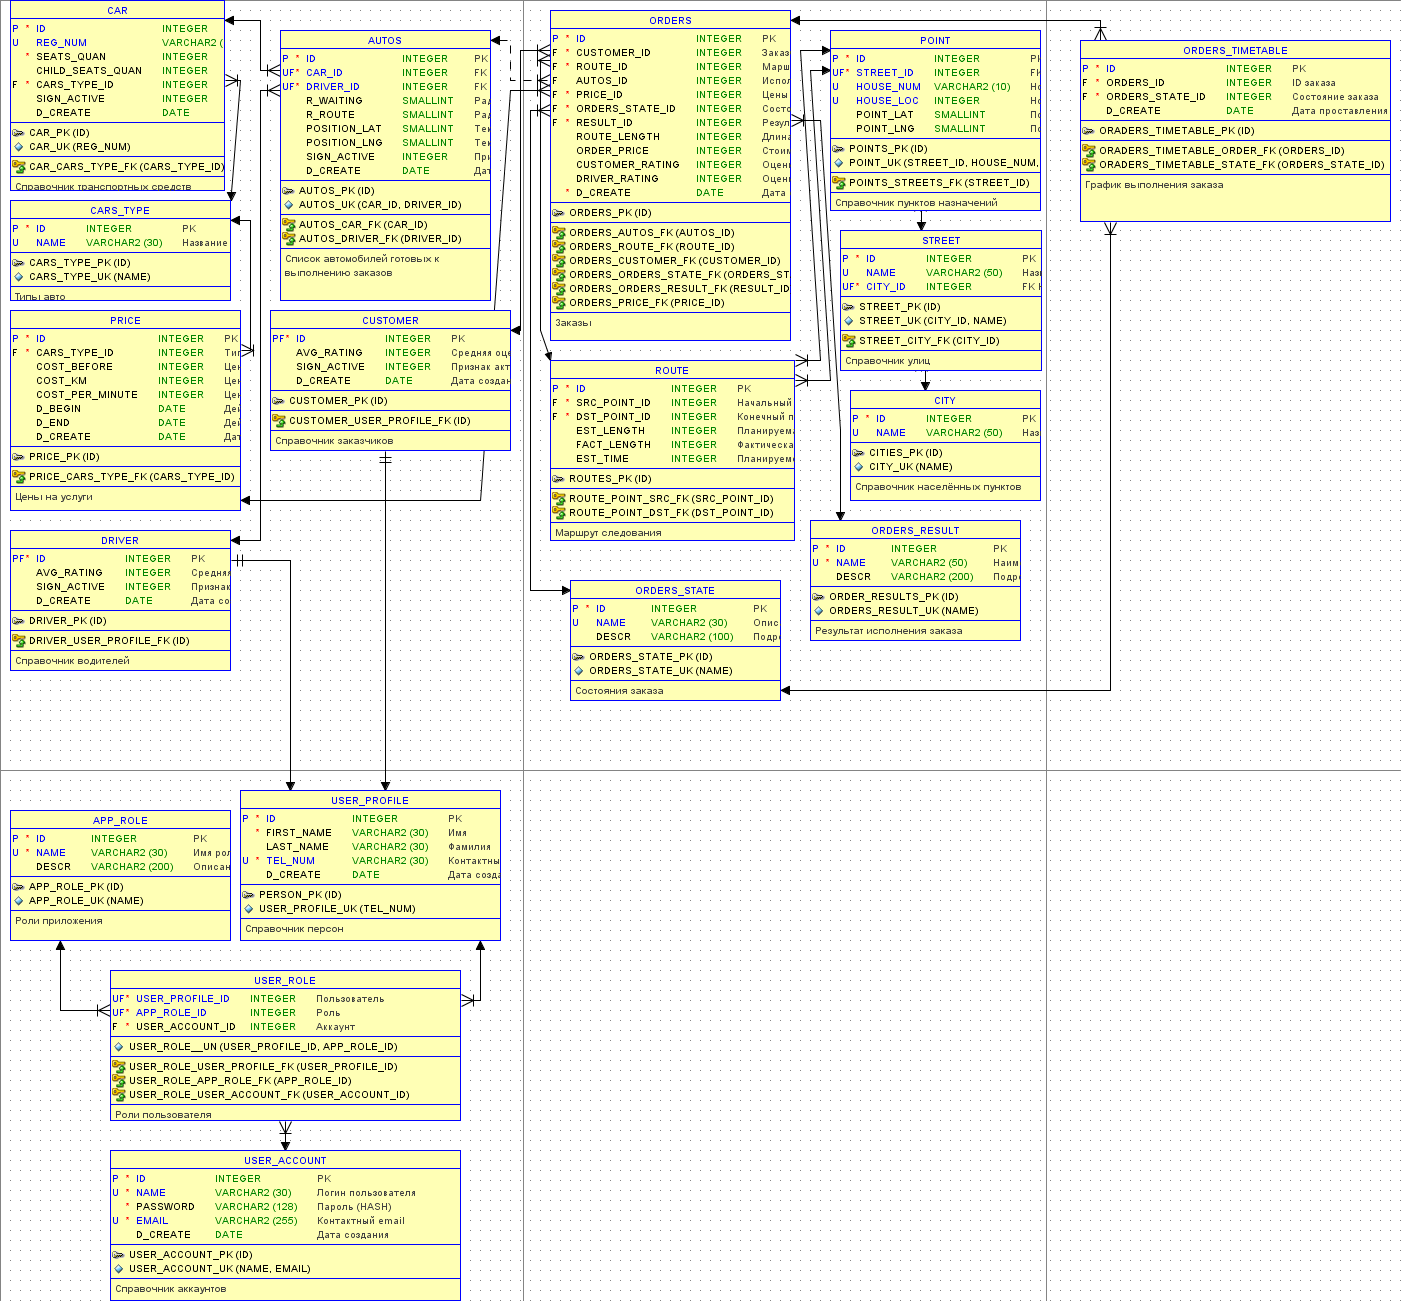 CAR
P * ID INTEGER
U REG_NUM VARCHAR2 (
* SEATS_QUAN INTEGER
CHILD_SEATS_QUAN INTEGER
F * CARS_TYPE_ID INTEGER
SIGN_ACTIVE INTEGER
D_CREATE DATE
CAR_PK (ID)
CAR_UK (REG_NUM)
CAR_CARS_TYPE_FK (CARS_TYPE_ID)
Справочник транспортных средств
CARS_TYPE
P * ID INTEGER PK
U NAME VARCHAR2 (30) Название
CARS_TYPE_PK (ID)
CARS_TYPE_UK (NAME)
Типы авто
PRICE
P * ID INTEGER PK
F * CARS_TYPE_ID INTEGER Тип
COST_BEFORE INTEGER Цен
COST_KM INTEGER Цен
COST_PER_MINUTE INTEGER Цен
D_BEGIN DATE Дей
D_END DATE Дей
D_CREATE DATE Дат
PRICE_PK (ID)
PRICE_CARS_TYPE_FK (CARS_TYPE_ID)
Цены на услуги
DRIVER
PF* ID INTEGER PK
AVG_RATING INTEGER Средняя
SIGN_ACTIVE INTEGER Признак
D_CREATE DATE Дата со
DRIVER_PK (ID)
DRIVER_USER_PROFILE_FK (ID)
Справочник водителей
AUTOS
P * ID INTEGER PK
UF* CAR_ID INTEGER FK
UF* DRIVER_ID INTEGER FK
R_WAITING SMALLINT Рад
R_ROUTE SMALLINT Рад
POSITION_LAT SMALLINT Тек
POSITION_LNG SMALLINT Тек
SIGN_ACTIVE INTEGER При
D_CREATE DATE Дат
AUTOS_PK (ID)
AUTOS_UK (CAR_ID, DRIVER_ID)
AUTOS_CAR_FK (CAR_ID)
AUTOS_DRIVER_FK (DRIVER_ID)
Список автомобилей готовых к
выполнению заказов
CUSTOMER
PF* ID INTEGER PK
AVG_RATING INTEGER Средняя оце
SIGN_ACTIVE INTEGER Признак акт
D_CREATE DATE Дата создан
CUSTOMER_PK (ID)
CUSTOMER_USER_PROFILE_FK (ID)
Справочник заказчиков
ORDERS
P * ID INTEGER PK
F * CUSTOMER_ID INTEGER Заказ
F * ROUTE_ID INTEGER Марш
F AUTOS_ID INTEGER Испол
F * PRICE_ID INTEGER Цены
F * ORDERS_STATE_ID INTEGER Состо
F * RESULT_ID INTEGER Резул
ROUTE_LENGTH INTEGER Длина
ORDER_PRICE INTEGER Стоим
CUSTOMER_RATING INTEGER Оцен
DRIVER_RATING INTEGER Оцен
* D_CREATE DATE Дата
ORDERS_PK (ID)
ORDERS_AUTOS_FK (AUTOS_ID)
ORDERS_ROUTE_FK (ROUTE_ID)
ORDERS_CUSTOMER_FK (CUSTOMER_ID)
ORDERS_ORDERS_STATE_FK (ORDERS_ST
ORDERS_ORDERS_RESULT_FK (RESULT_ID
ORDERS_PRICE_FK (PRICE_ID)
Заказы
ROUTE
P * ID INTEGER PK
F * SRC_POINT_ID INTEGER Начальный
F * DST_POINT_ID INTEGER Конечный п
EST_LENGTH INTEGER Планируем
FACT_LENGTH INTEGER Фактическа
EST_TIME INTEGER Планируем
ROUTES_PK (ID)
ROUTE_POINT_SRC_FK (SRC_POINT_ID)
ROUTE_POINT_DST_FK (DST_POINT_ID)
Маршрут следования
ORDERS_STATE
P * ID INTEGER PK
U NAME VARCHAR2 (30) Опис
DESCR VARCHAR2 (100) Подр
ORDERS_STATE_PK (ID)
ORDERS_STATE_UK (NAME)
Состояния заказа
POINT
P * ID INTEGER
UF* STREET_ID INTEGER
U HOUSE_NUM VARCHAR2 (10)
U HOUSE_LOC INTEGER
POINT_LAT SMALLINT
POINT_LNG SMALLINT
POINTS_PK (ID)
POINT_UK (STREET_ID, HOUSE_NUM,
POINTS_STREETS_FK (STREET_ID)
Справочник пунктов назначений
STREET
P * ID INTEGER PK
U NAME VARCHAR2 (50) Наз
UF* CITY_ID INTEGER FK
STREET_PK (ID)
STREET_UK (CITY_ID, NAME)
STREET_CITY_FK (CITY_ID)
Справочник улиц
CITY
P * ID INTEGER PK
U NAME VARCHAR2 (50) Наз
CITIES_PK (ID)
CITY_UK (NAME)
Справочник населённых пунктов
ORDERS_RESULT
P * ID INTEGER PK
U * NAME VARCHAR2 (50) Наим
DESCR VARCHAR2 (200) Подр
ORDER_RESULTS_PK (ID)
ORDERS_RESULT_UK (NAME)
Результат исполнения заказа
ORDERS_TIMETABLE
P * ID INTEGER PK
F * ORDERS_ID INTEGER ID заказа
F * ORDERS_STATE_ID INTEGER Состояние заказа
D_CREATE DATE Дата проставления
ORADERS_TIMETABLE_PK (ID)
ORADERS_TIMETABLE_ORDER_FK (ORDERS_ID)
ORADERS_TIMETABLE_STATE_FK (ORDERS_STATE_ID)
График выполнения заказа
APP_ROLE
P * ID INTEGER PK
U * NAME VARCHAR2 (30) Имя рол
DESCR VARCHAR2 (200) Описан
APP_ROLE_PK (ID)
APP_ROLE_UK (NAME)
Роли приложения
USER_PROFILE
P * ID INTEGER PK
* FIRST_NAME VARCHAR2 (30) Имя
LAST_NAME VARCHAR2 (30) Фамилия
U * TEL_NUM VARCHAR2 (30) Контактны
D_CREATE DATE Дата созда
PERSON_PK (ID)
USER_PROFILE_UK (TEL_NUM)
Справочник персон
USER_ROLE
UF* USER_PROFILE_ID INTEGER Пользователь
UF* APP_ROLE_ID INTEGER Роль
F * USER_ACCOUNT_ID INTEGER Аккаунт
USER_ROLE__UN (USER_PROFILE_ID, APP_ROLE_ID)
USER_ROLE_USER_PROFILE_FK (USER_PROFILE_ID)
USER_ROLE_APP_ROLE_FK (APP_ROLE_ID)
USER_ROLE_USER_ACCOUNT_FK (USER_ACCOUNT_ID)
Роли пользователя
USER_ACCOUNT
P * ID INTEGER PK
U * NAME VARCHAR2 (30) Логин пользователя
* PASSWORD VARCHAR2 (128) Пароль (HASH)
U * EMAIL VARCHAR2 (255) Контактный email
D_CREATE DATE Дата создания
USER_ACCOUNT_PK (ID)
USER_ACCOUNT_UK (NAME, EMAIL)
Справочник аккаунтов